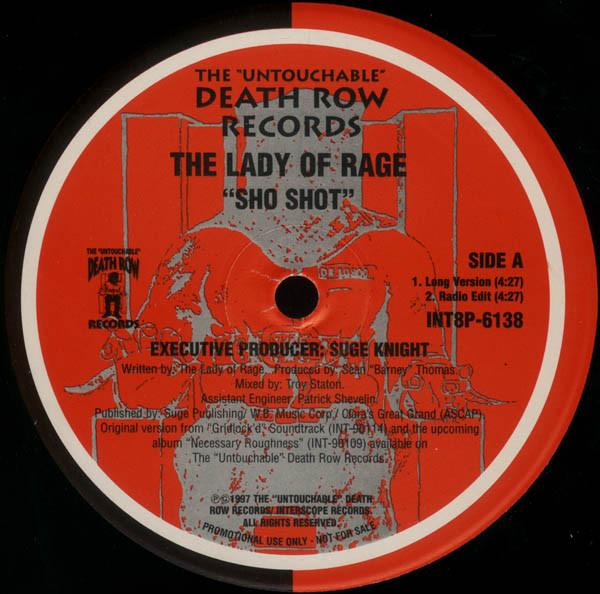 THE "UNTOUCHABLE"
DEATH ROW
RECORDS
THE LADY OF RAGE
"SHO SHOT"
THE "UNTOUCHABLE"
DEATH ROW
RECORDS
SIDE A
1. Long Version (4:27)
2. Radio Edit (4:27)
INT8P-6138
EXECUTIVE PRODUCER: SUGE KNIGHT
Written by: The Lady of Rage. Produced by: Sean "Barney" Thomas.
Mixed by: Troy Staton.
Assistant Engineer: Patrick Shevelin.
Published by: Suge Publishing/ W.B. Music Corp./ Clara's Great Grand (ASCAP)
Original version from "Gridlock'd" Soundtrack (INT-90114) and the upcoming
album "Necessary Roughness" (INT-90109) available on
The "Untouchable" Death Row Records.
℗©1997 THE "UNTOUCHABLE" DEATH
ROW RECORDS/ INTERSCOPE RECORDS.
ALL RIGHTS RESERVED
PROMOTIONAL USE ONLY - NOT FOR SALE